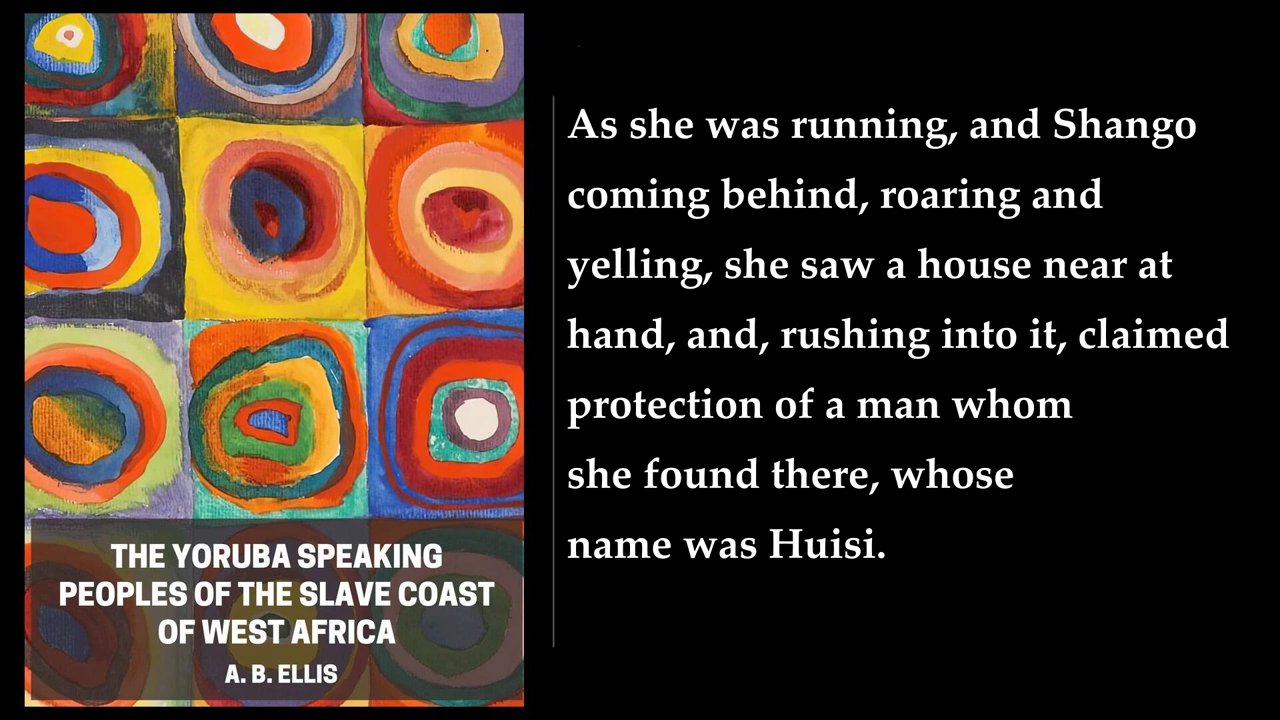 THE YORUBA SPEAKING
PEOPLES OF THE SLAVE COAST
OF WEST AFRICA
A. B. ELLIS
As she was running, and Shango
coming behind, roaring and
yelling, she saw a house near at
hand, and, rushing into it, claimed
protection of a man whom
she found there, whose
name was Huisi.